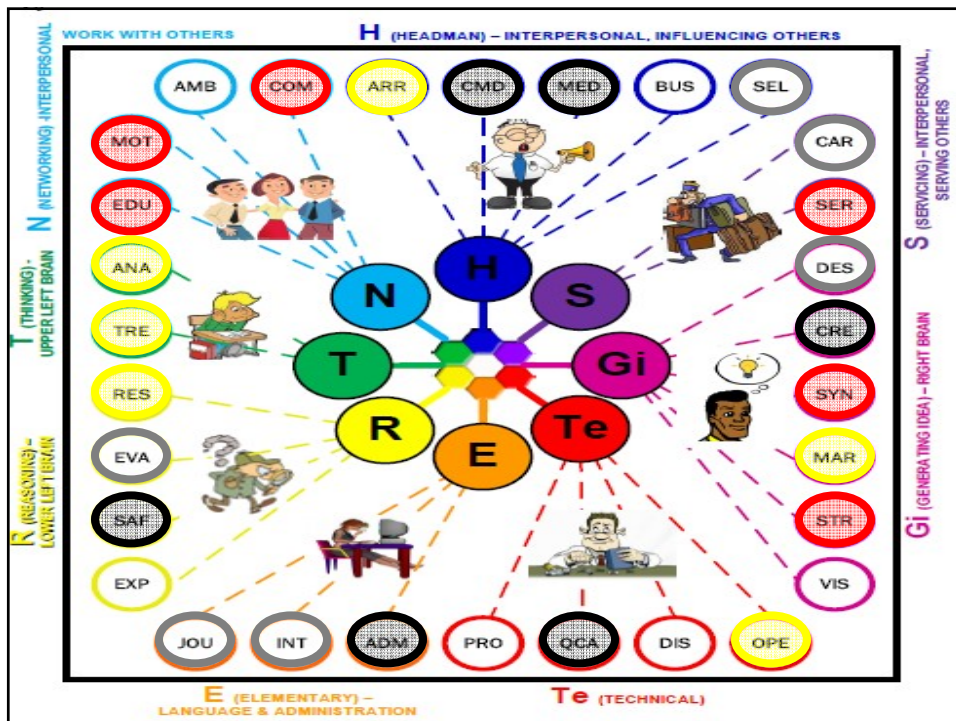 WORK WITH OTHERS
H (HEADMAN) – INTERPERSONAL, INFLUENCING OTHERS
AMB
COM
ARR
CMD
MED
BUS
SEL
MOT
CAR
EDU
SER
ANA
DES
TRE
CRE
RES
SYN
EVA
MAR
SAF
STR
EXP
VIS
JOU
INT
ADM
PRO
QCA
DIS
OPE
N
H
S
T
Gi
R
E
Te
N (NETWORKING) -INTERPERSONAL
T (THINKING) -
UPPER LEFT BRAIN
R (REASONING) –
LOWER LEFT BRAIN
S (SERVICING) – INTERPERSONAL,
SERVING OTHERS
Gi (GENERATING IDEA) – RIGHT BRAIN
E (ELEMENTARY) –
LANGUAGE & ADMINISTRATION
Te (TECHNICAL)